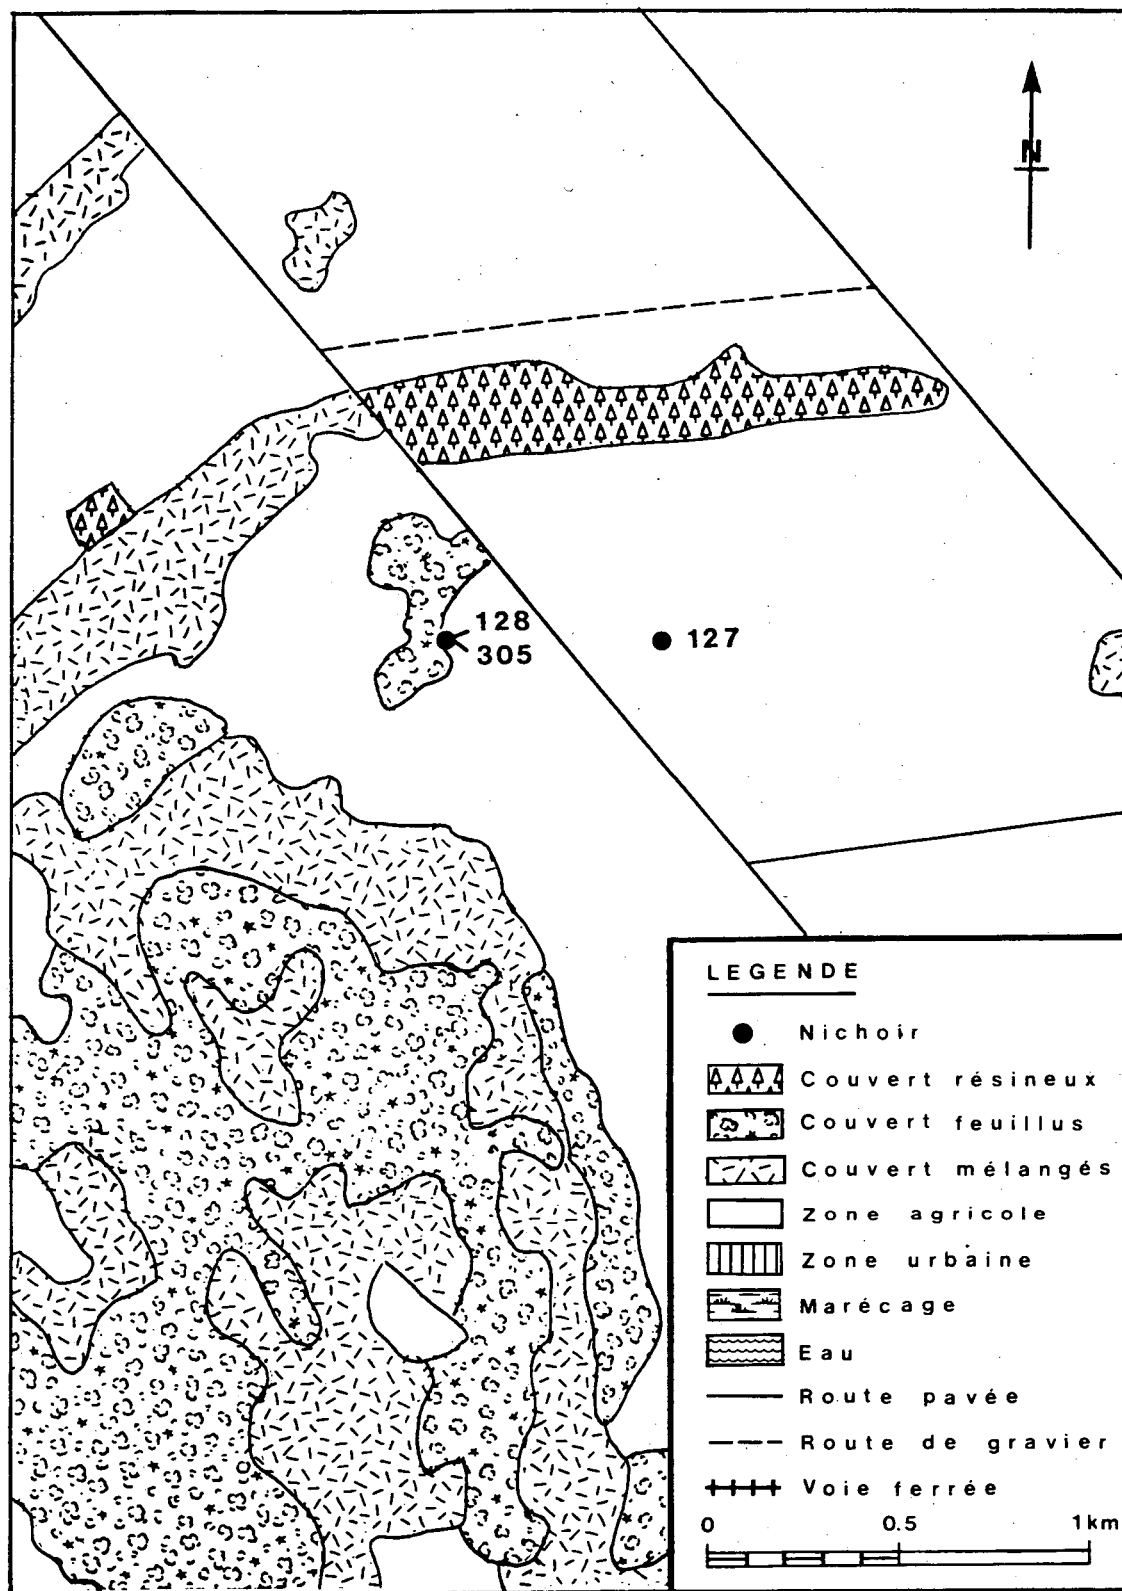 N
128
305
127
LEGENDE
Nichoir
Couvert résineux
Couvert feuillus
Couvert mélangés
Zone agricole
Zone urbaine
Marécage
Eau
Route pavée
Route de gravier
Voie ferrée
0 0.5 1km